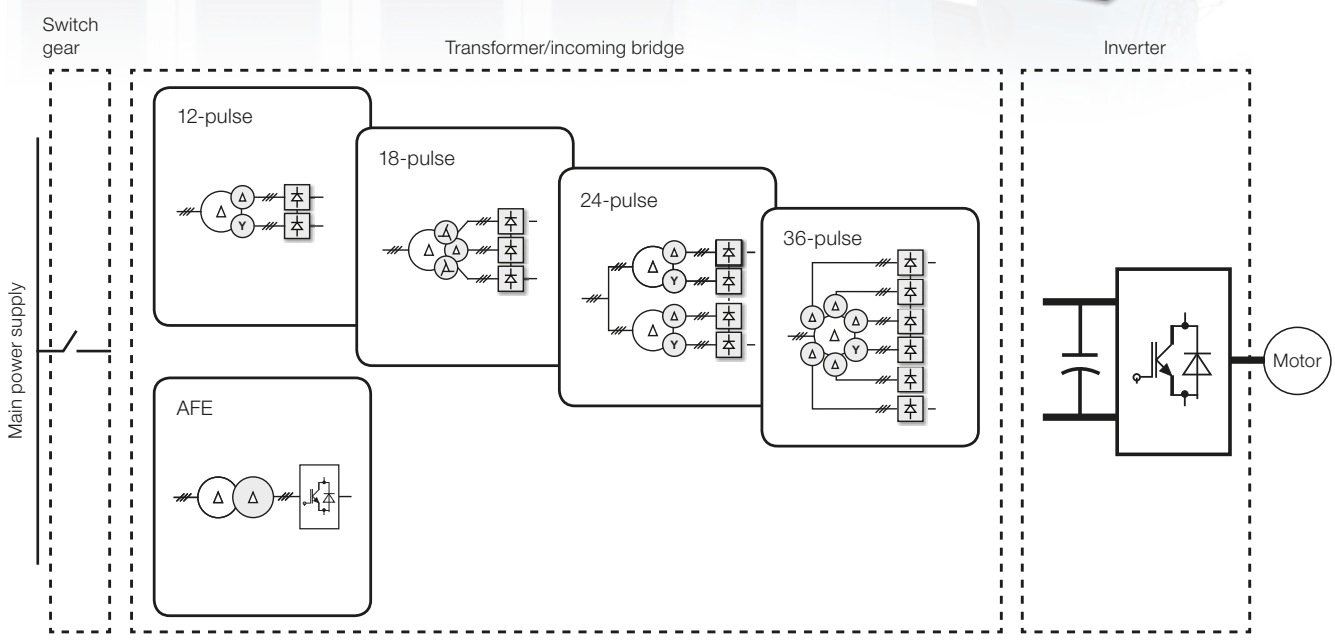 Switch
gear
Transformer/incoming bridge
Inverter
Main power supply
12-pulse
Δ
Δ
Y
18-pulse
Δ
Δ
24-pulse
Δ
Δ
Y
Δ
Δ
Y
36-pulse
Δ
Δ
Δ
Δ
Y
Δ
Δ
AFE
Δ
Δ
Motor